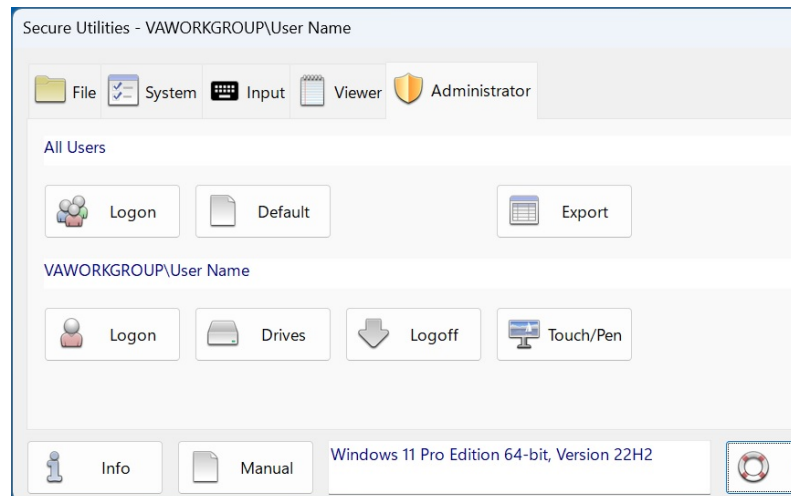 Secure Utilities - VAWORKGROUP\User Name
File System Input Viewer Administrator
All Users
Logon Default Export
VAWORKGROUP\User Name
Logon Drives Logoff Touch/Pen
Info Manual Windows 11 Pro Edition 64-bit, Version 22H2